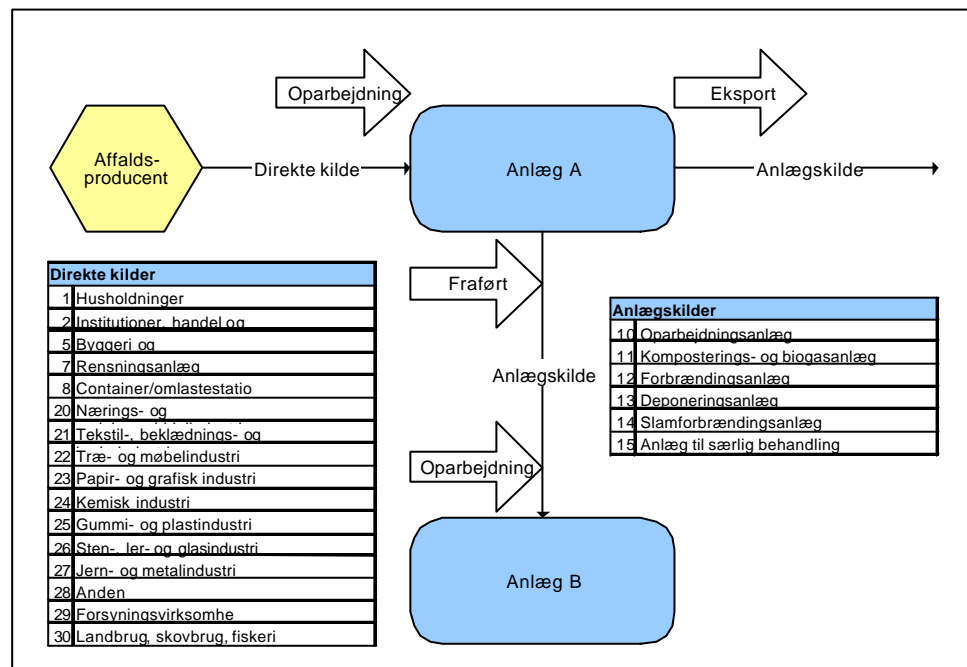 Oparbejdning
Eksport
Affalds-
producent
Direkte kilde
Anlæg A
Anlægskilde
Fraført
Direkte kilder
1 Husholdninger
2 Institutioner, handel og
5 Byggeri og
7 Rensningsanlæg
8 Container/omlastestatio
20 Nærings- og
21 Tekstil-, beklædnings- og
22 Træ- og møbelindustri
23 Papir- og grafisk industri
24 Kemisk industri
25 Gummi- og plastindustri
26 Sten-, ler- og glasindustri
27 Jern- og metalindustri
28 Anden
29 Forsyningsvirksomhe
30 Landbrug, skovbrug, fiskeri
Anlægskilder
10 Oparbejdningsanlæg
11 Komposterings- og biogasanlæg
12 Forbrændingsanlæg
13 Deponeringsanlæg
14 Slamforbrændingsanlæg
15 Anlæg til særlig behandling
Anlægskilde
Oparbejdning
Anlæg B